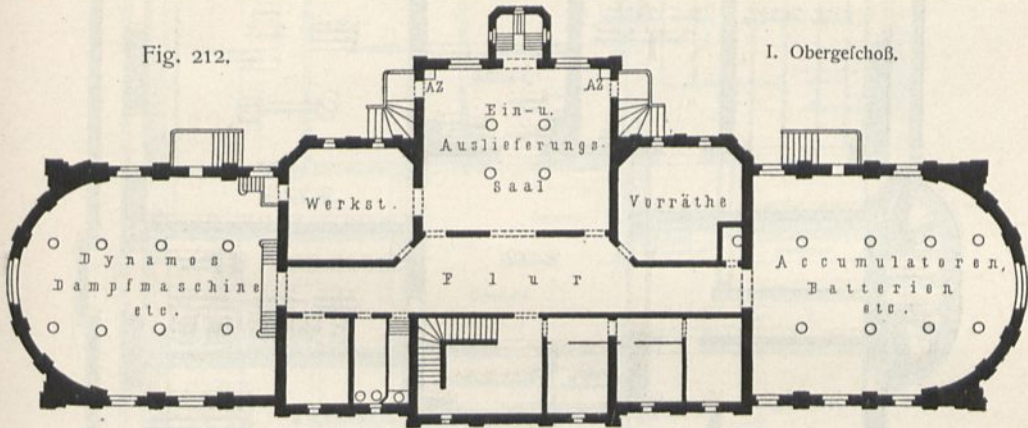 Fig. 212.
I. Obergeſchoß.
AZ
AZ
Ein- u.
Auslieferungs-
Saal
Werkst.
Vorräthe
Dynamos
Dampfmaschine
etc.
Flur
Accumulatoren,
Batterien
etc.